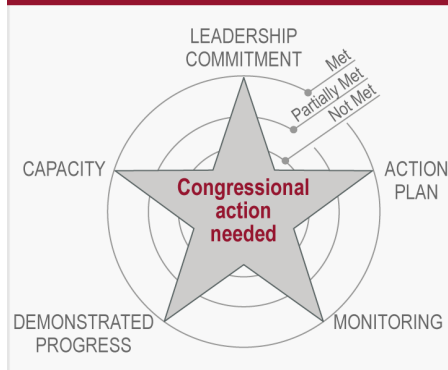 LEADERSHIP
COMMITMENT
Met
Partially Met
Not Met
CAPACITY
ACTION
PLAN
Congressional
action
needed
DEMONSTRATED
PROGRESS
MONITORING